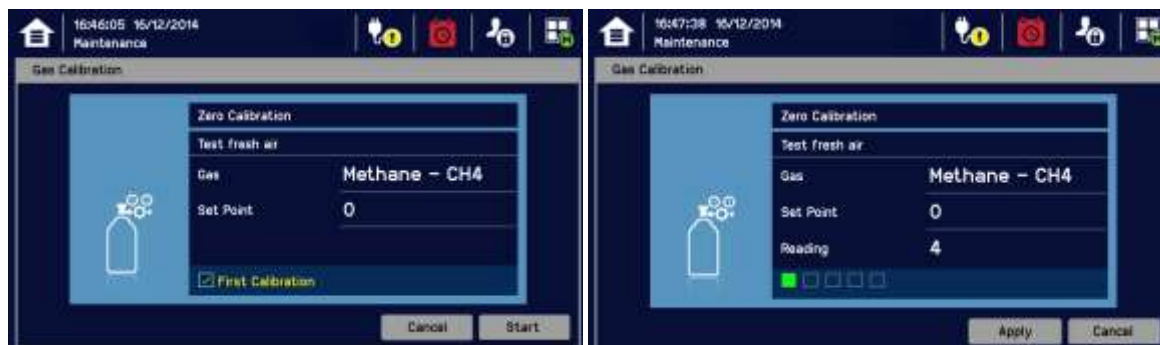 16:46:05 16/12/2014
Maintenance
Gas Calibration
Zero Calibration
Test fresh air
Gas Methane - CH4
Set Point 0
First Calibration
Cancel Start
16:47:38 16/12/2014
Maintenance
Gas Calibration
Zero Calibration
Test fresh air
Gas Methane - CH4
Set Point 0
Reading 4
Apply Cancel